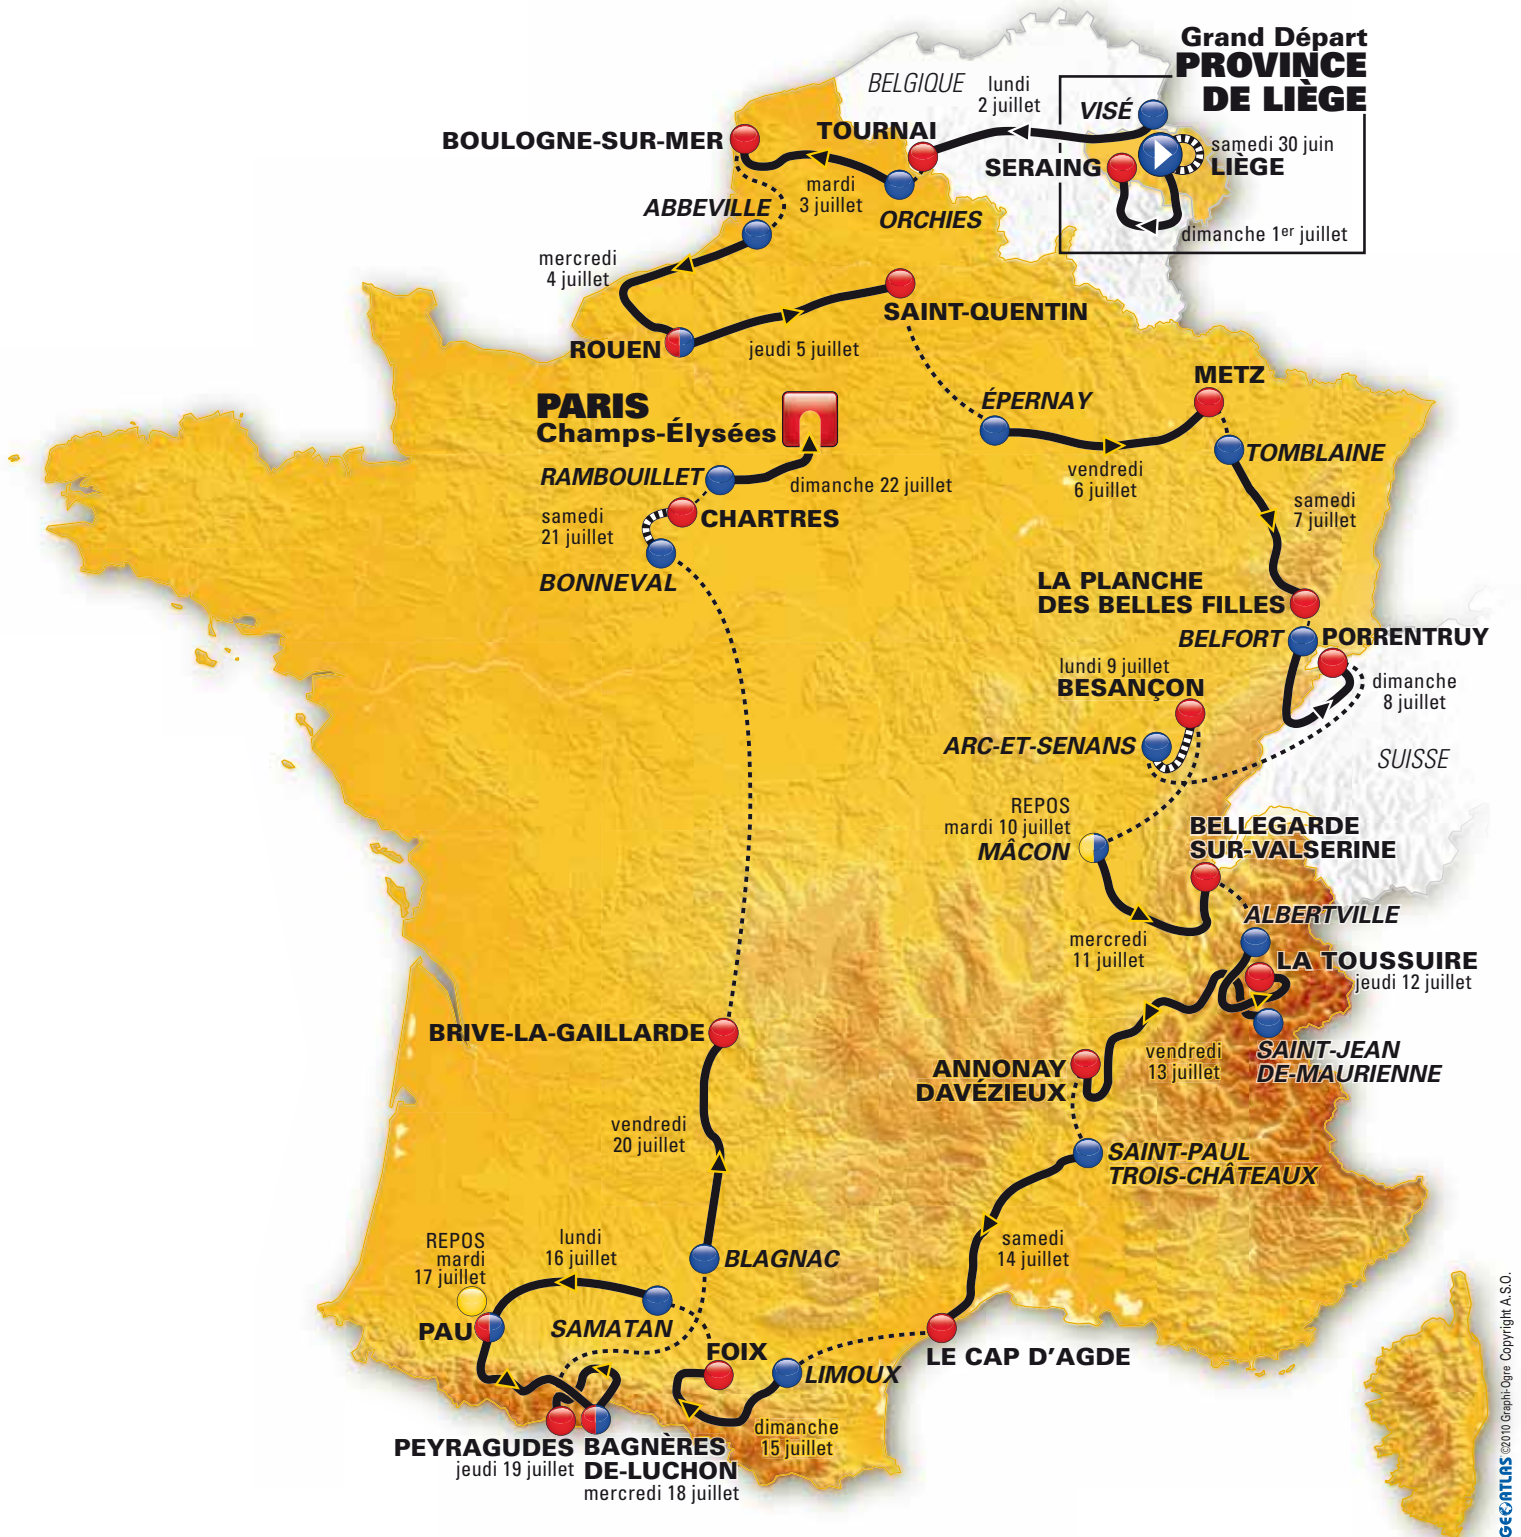 Grand Départ
PROVINCE
DE LIÈGE
BELGIQUE
lundi
2 juillet
VISÉ
samedi 30 juin
LIÈGE
SERAING
dimanche 1er juillet
TOURNAI
BOULOGNE-SUR-MER
mardi
3 juillet
ORCHIES
ABBEVILLE
mercredi
4 juillet
ROUEN
jeudi 5 juillet
SAINT-QUENTIN
PARIS
Champs-Élysées
RAMBOUILLET
dimanche 22 juillet
samedi
21 juillet
CHARTRES
BONNEVAL
ÉPERNAY
METZ
vendredi
6 juillet
TOMBLAINE
samedi
7 juillet
LA PLANCHE
DES BELLES FILLES
BELFORT
PORRENTRUY
dimanche
8 juillet
lundi 9 juillet
BESANÇON
ARC-ET-SENANS
SUISSE
REPOS
mardi 10 juillet
MÂCON
BELLEGARDE
SUR-VALSERINE
mercredi
11 juillet
ALBERTVILLE
LA TOUSSUIRE
jeudi 12 juillet
SAINT-JEAN
DE-MAURIENNE
vendredi
13 juillet
ANNONAY
DAVÉZIEUX
BRIVE-LA-GAILLARDE
vendredi
20 juillet
SAINT-PAUL
TROIS-CHÂTEAUX
samedi
14 juillet
BLAGNAC
lundi
16 juillet
REPOS
mardi
17 juillet
PAU
SAMATAN
FOIX
LIMOUX
LE CAP D'AGDE
dimanche
15 juillet
PEYRAGUDES
jeudi 19 juillet
BAGNÈRES
DE-LUCHON
mercredi 18 juillet
GEOATLAS ©2010 Graphi-Ogre Copyright A.S.O.